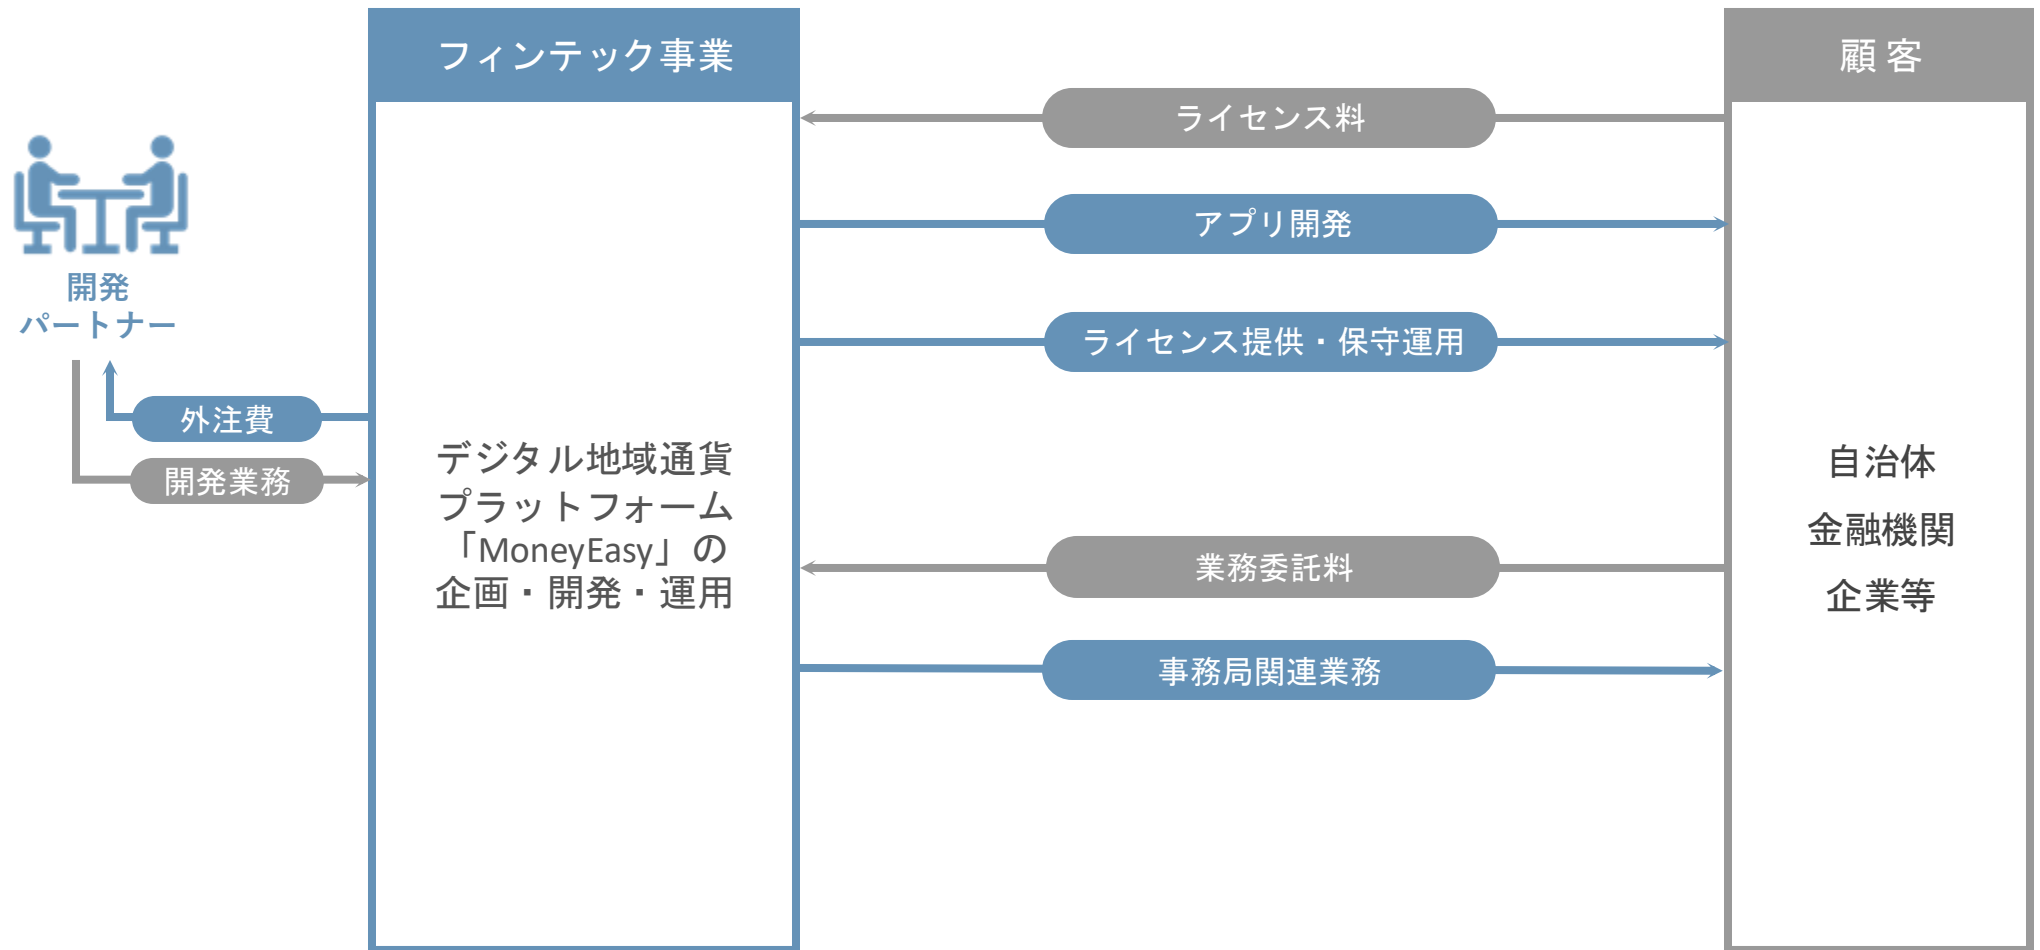 フィンテック事業
顧客
ライセンス料
アプリ開発
開発
パートナー
ライセンス提供・保守運用
外注費
開発業務
デジタル地域通貨
プラットフォーム
「MoneyEasy」の
企画・開発・運用
自治体
金融機関
企業等
業務委託料
事務局関連業務